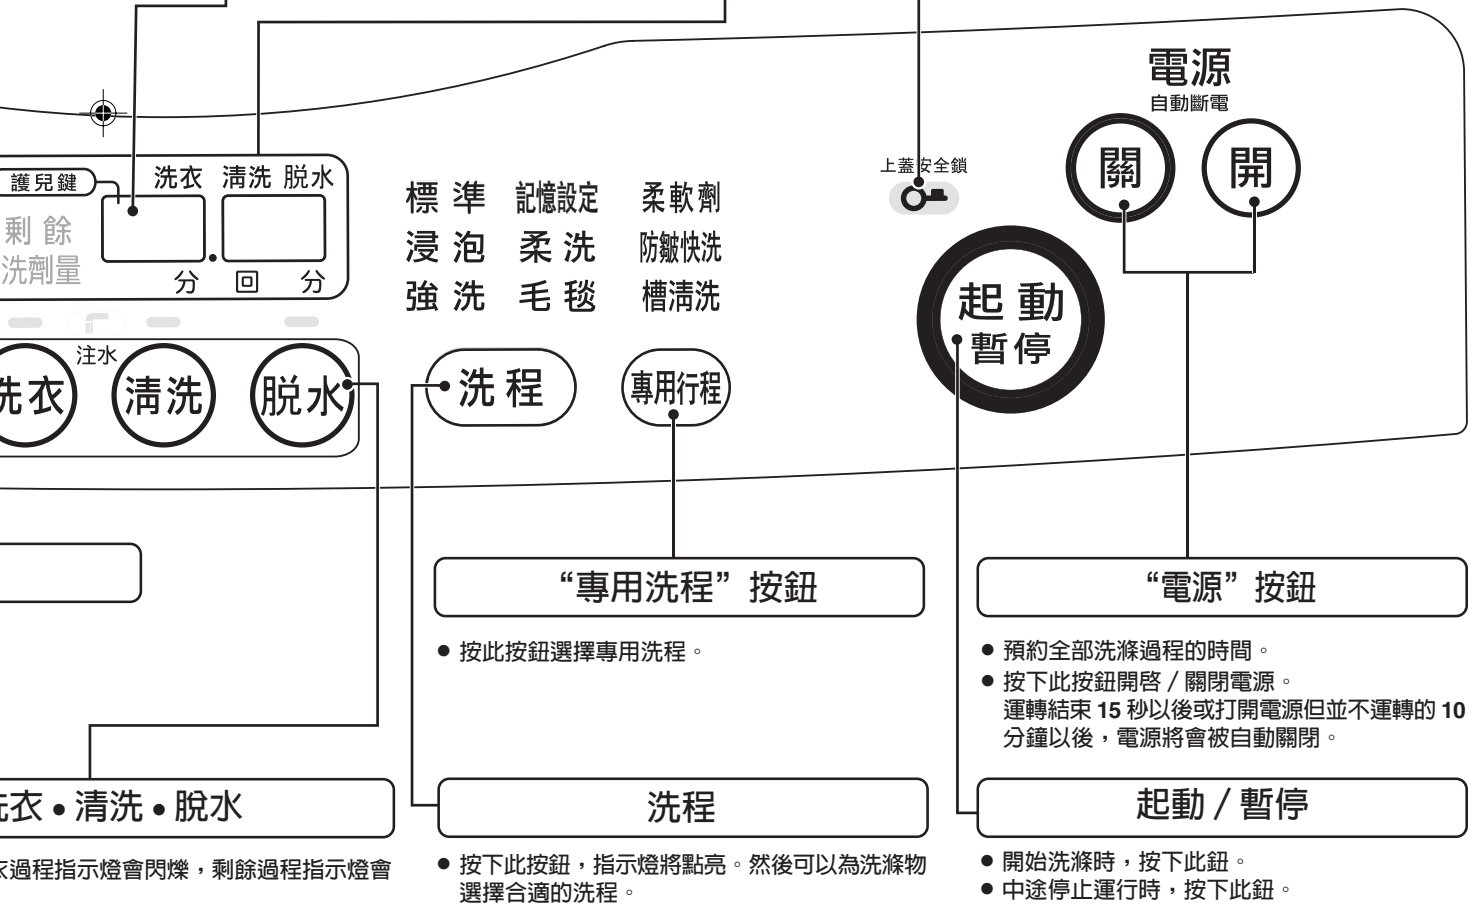 電源
自動斷電
關 開
上蓋安全鎖
護兒鍵 洗衣 清洗 脫水
剩餘
洗劑量
分 回 分
標準 記憶設定 柔軟劑
浸泡 柔洗 防皺快洗
強洗 毛毯 槽清洗
起動
暫停
洗衣 注水 清洗 脫水
洗程 專用行程
“專用洗程”按鈕
● 按此按鈕選擇專用洗程。
“電源”按鈕
● 預約全部洗滌過程的時間。
● 按下此按鈕開啓/關閉電源。
運轉結束 15 秒以後或打開電源但並不運轉的 10
分鐘以後，電源將會被自動關閉。
衣•清洗•脫水
過程指示燈會閃爍，剩餘過程指示燈會
洗程
● 按下此按鈕，指示燈將點亮。然後可以為洗滌物
選擇合適的洗程。
起動/暫停
● 開始洗滌時，按下此鈕。
● 中途停止運行時，按下此鈕。